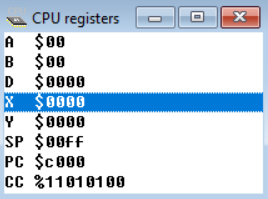 CPU registers
A $00
B $00
D $0000
X $0000
Y $0000
SP $00ff
PC $c000
CC %11010100